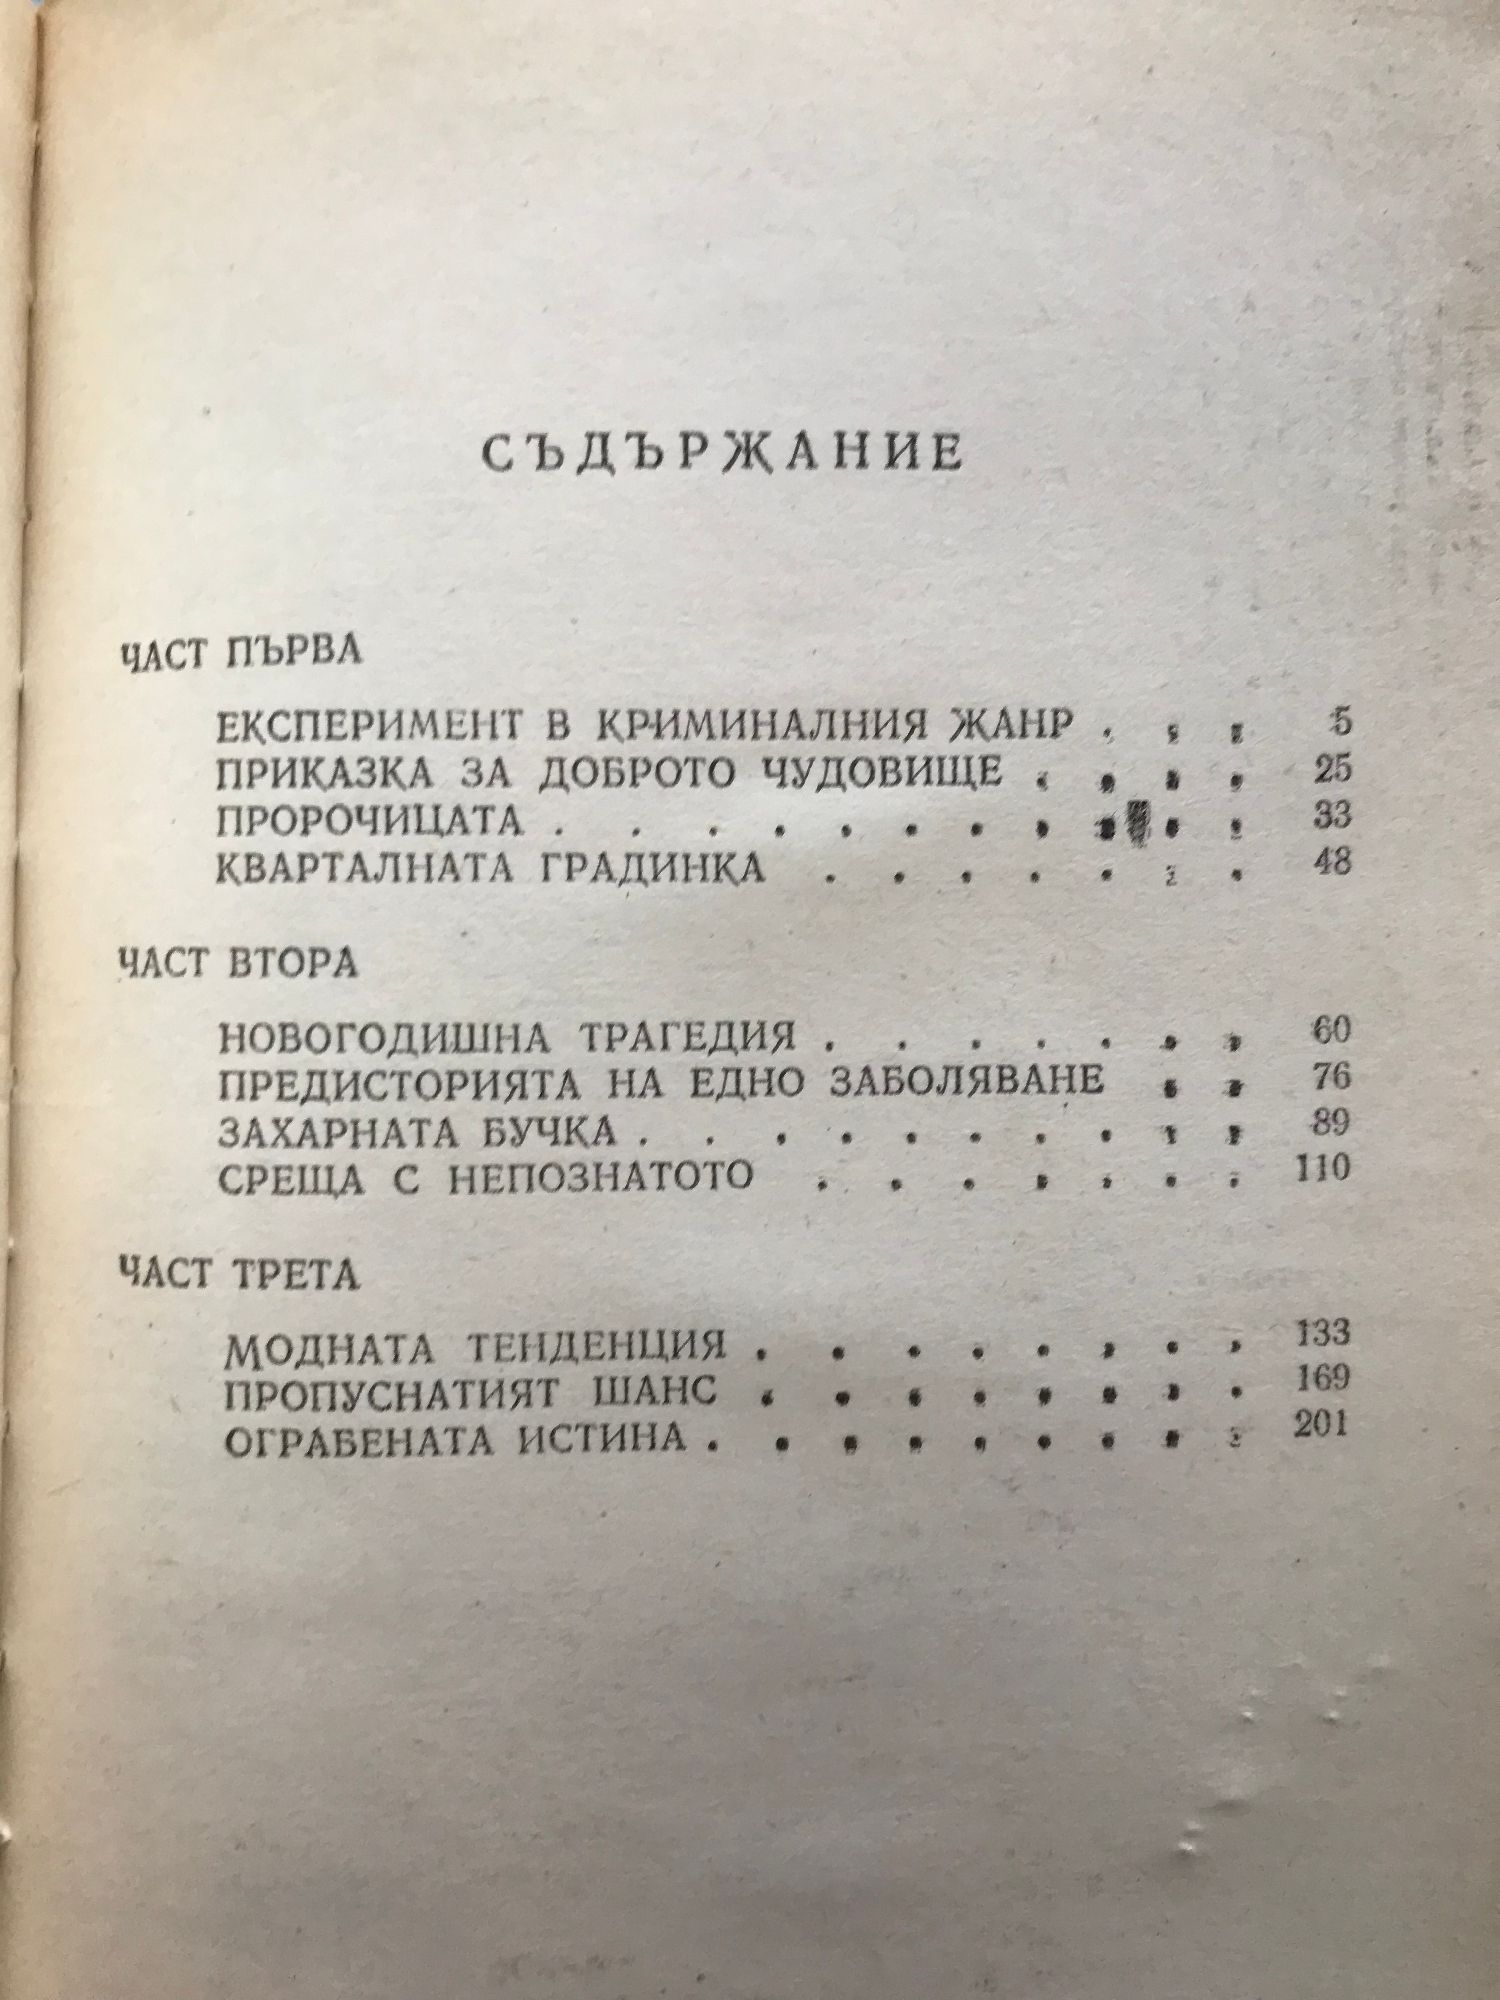 СЪДЪРЖАНИЕ
ЧАСТ ПЪРВА
ЕКСПЕРИМЕНТ В КРИМИНАЛНИЯ ЖАНР . . . 5
ПРИКАЗКА ЗА ДОБРОТО ЧУДОВИЩЕ . . . . 25
ПРОРОЧИЦАТА . . . . . . . . . . . 33
КВАРТАЛНАТА ГРАДИНКА . . . . . . . 48
ЧАСТ ВТОРА
НОВОГОДИШНА ТРАГЕДИЯ . . . . . . . 60
ПРЕДИСТОРИЯТА НА ЕДНО ЗАБОЛЯВАНЕ . . 76
ЗАХАРНАТА БУЧКА . . . . . . . . . . 89
СРЕЩА С НЕПОЗНАТОТО . . . . . . . 110
ЧАСТ ТРЕТА
МОДНАТА ТЕНДЕНЦИЯ . . . . . . . . 133
ПРОПУСНАТИЯТ ШАНС . . . . . . . . 169
ОГРАБЕНАТА ИСТИНА . . . . . . . . . 201